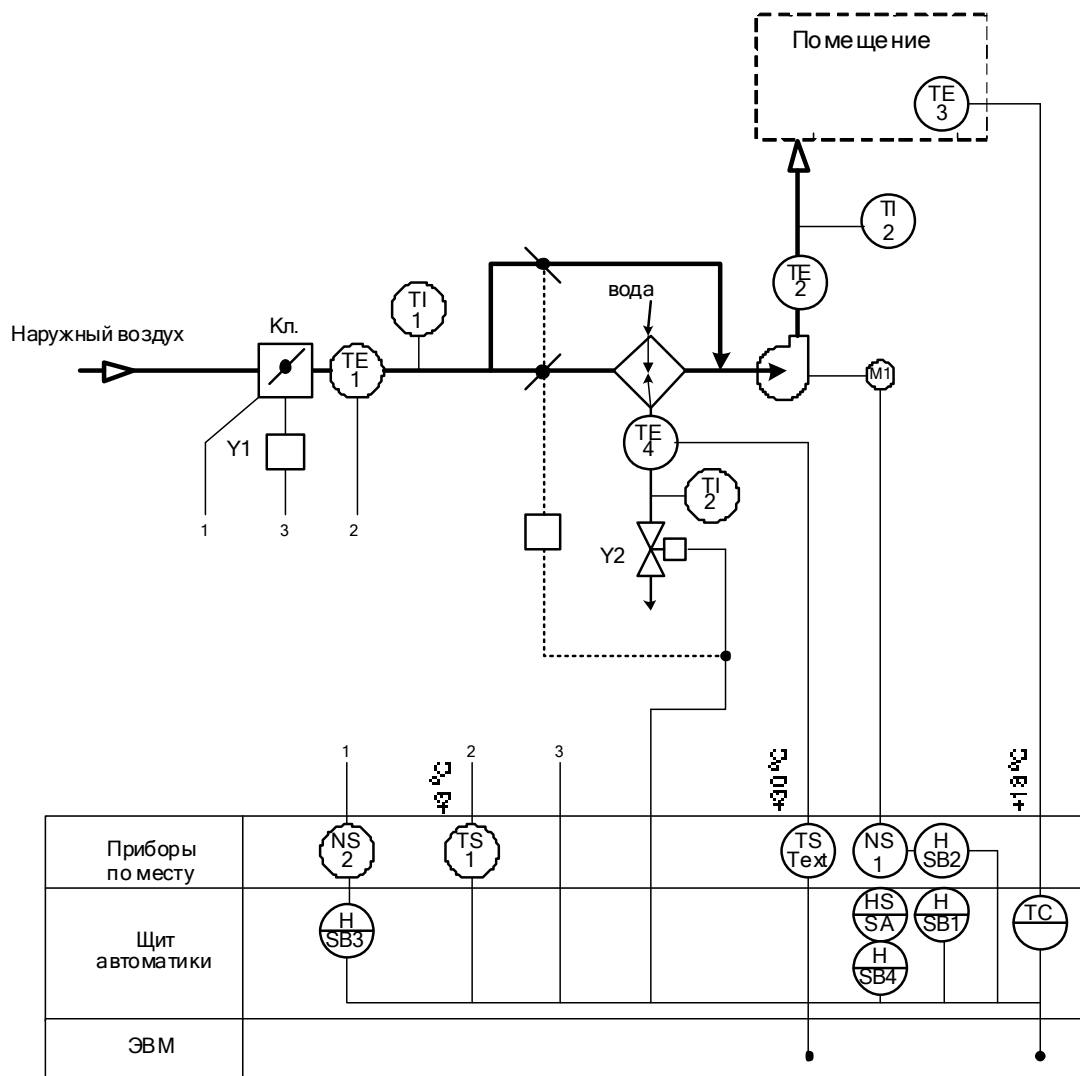 Помещение
TE
3
TI
2
TE
2
вода
TI
1
Наружный воздух
Кл.
TE
1
M1
TE
4
Y1
TI
2
1
3
2
Y2
1
2
3
Приборы
по месту
NS
2
TS
1
TS
Text
NS
1
H
SB2
Щит
автоматики
H
SB3
HS
SA
H
SB1
TC
H
SB4
ЭВМ